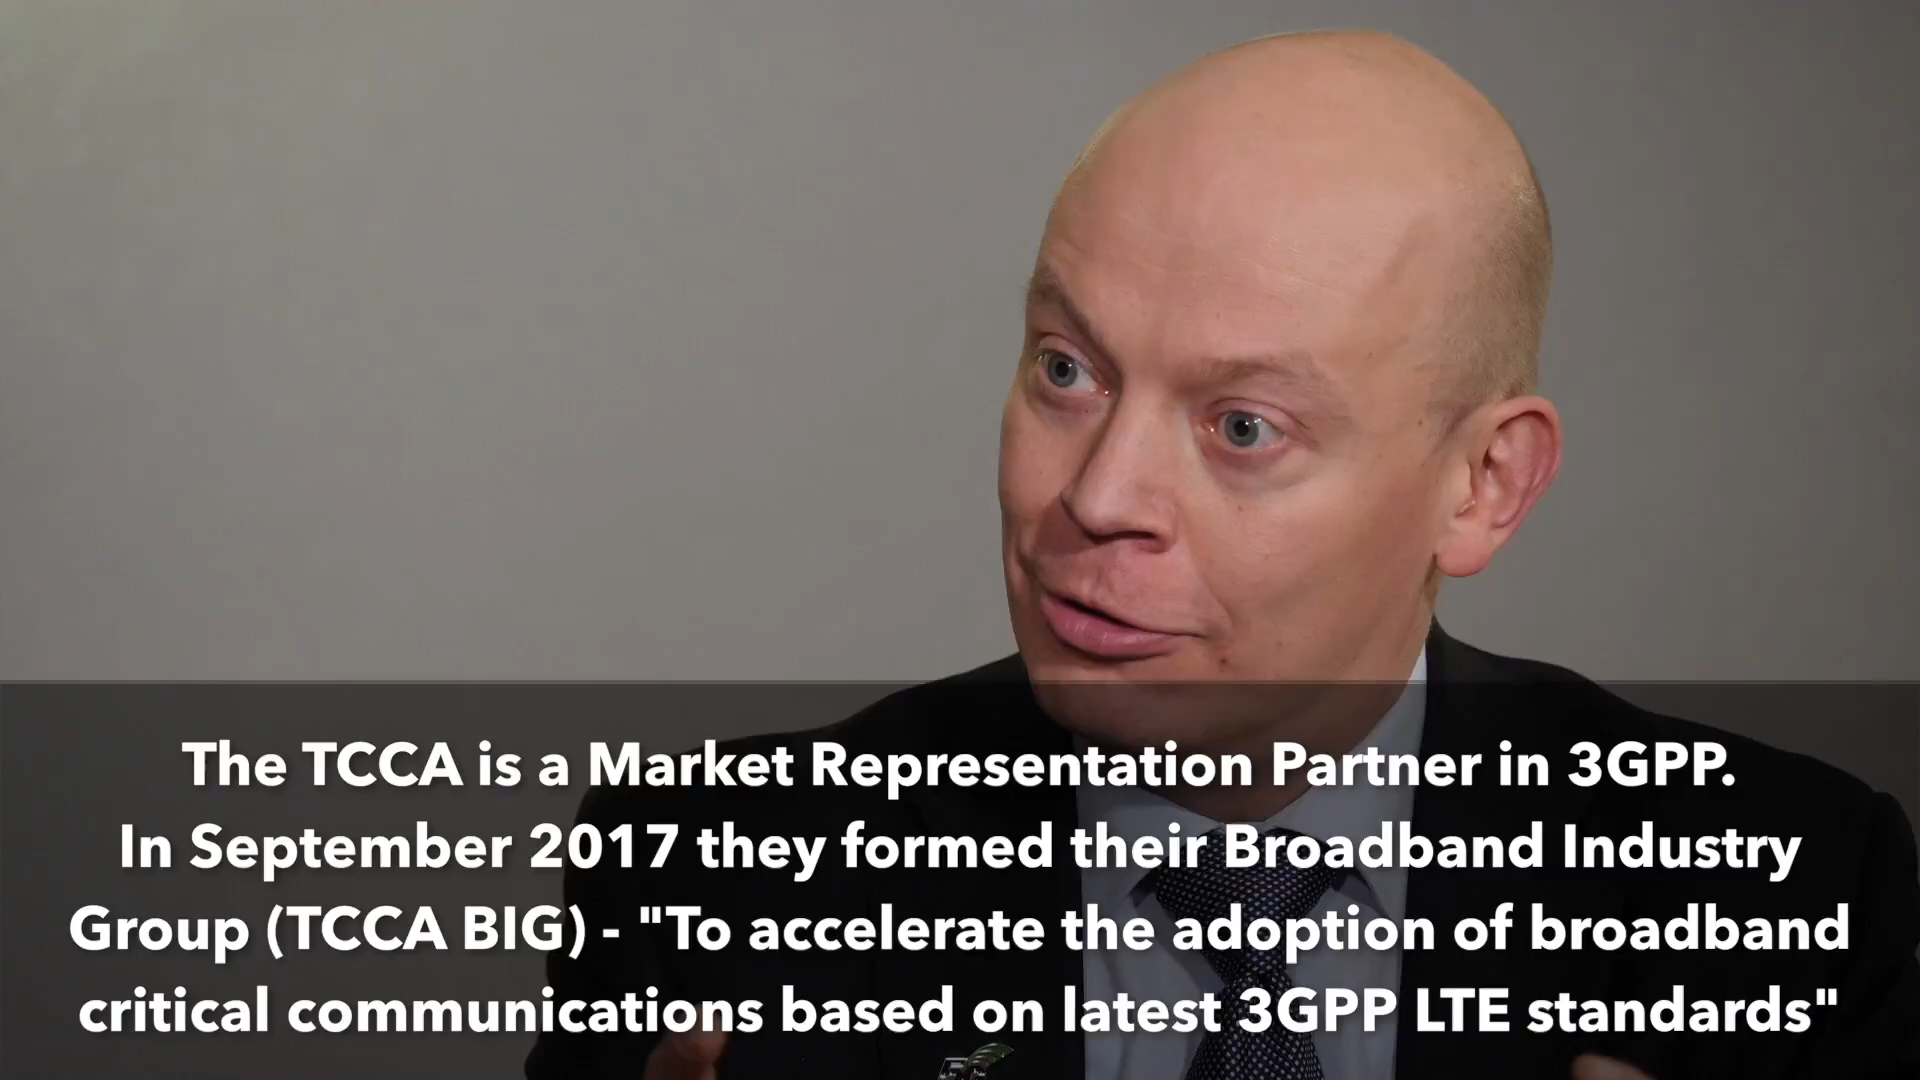 The TCCA is a Market Representation Partner in 3GPP.
In September 2017 they formed their Broadband Industry
Group (TCCA BIG) - "To accelerate the adoption of broadband
critical communications based on latest 3GPP LTE standards"
5G